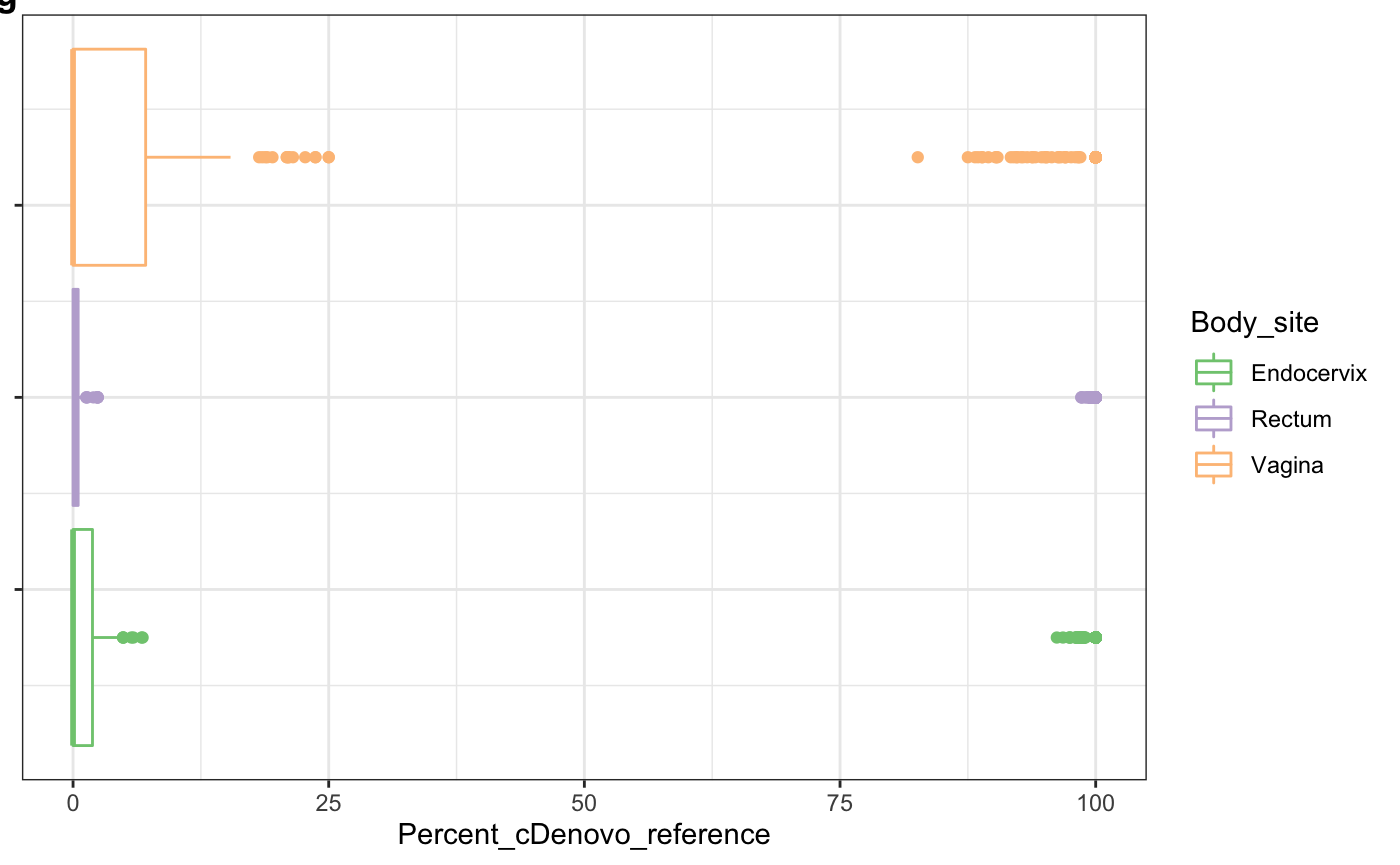 g
Body_site
Endocervix
Rectum
Vagina
0 25 50 75 100
Percent_cDenovo_reference